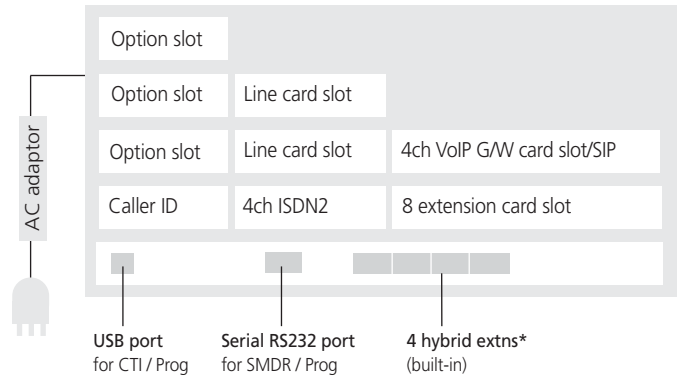 Option slot
Option slot
Line card slot
Option slot
Line card slot
4ch VoIP G/W card slot/SIP
Caller ID
4ch ISDN2
8 extension card slot
AC adaptor
USB port
for CTI / Prog
Serial RS232 port
for SMDR / Prog
4 hybrid extns*
(built-in)